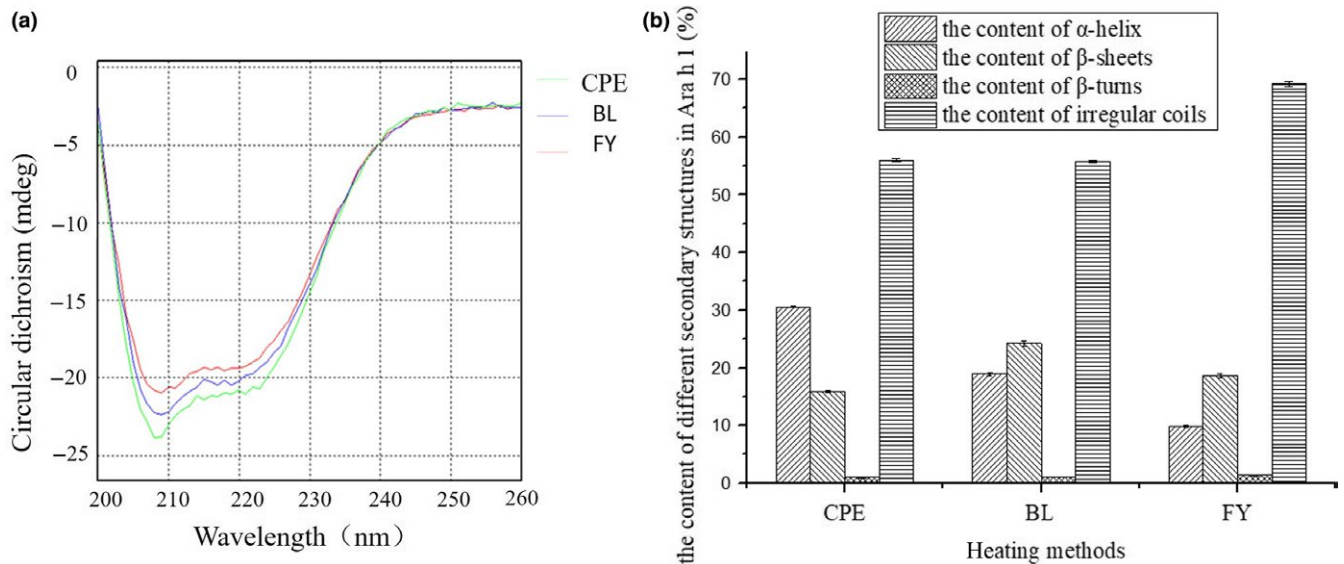 (a)
0
−5
−10
−15
−20
−25
Circular dichroism (mdeg)
200 210 220 230 240 250 260
Wavelength（nm）
CPE
BL
FY
(b)
the content of α-helix
the content of β-sheets
the content of β-turns
the content of irregular coils
the content of different secondary structures in Ara h 1 (%)
70
60
50
40
30
20
10
0
CPE BL FY
Heating methods